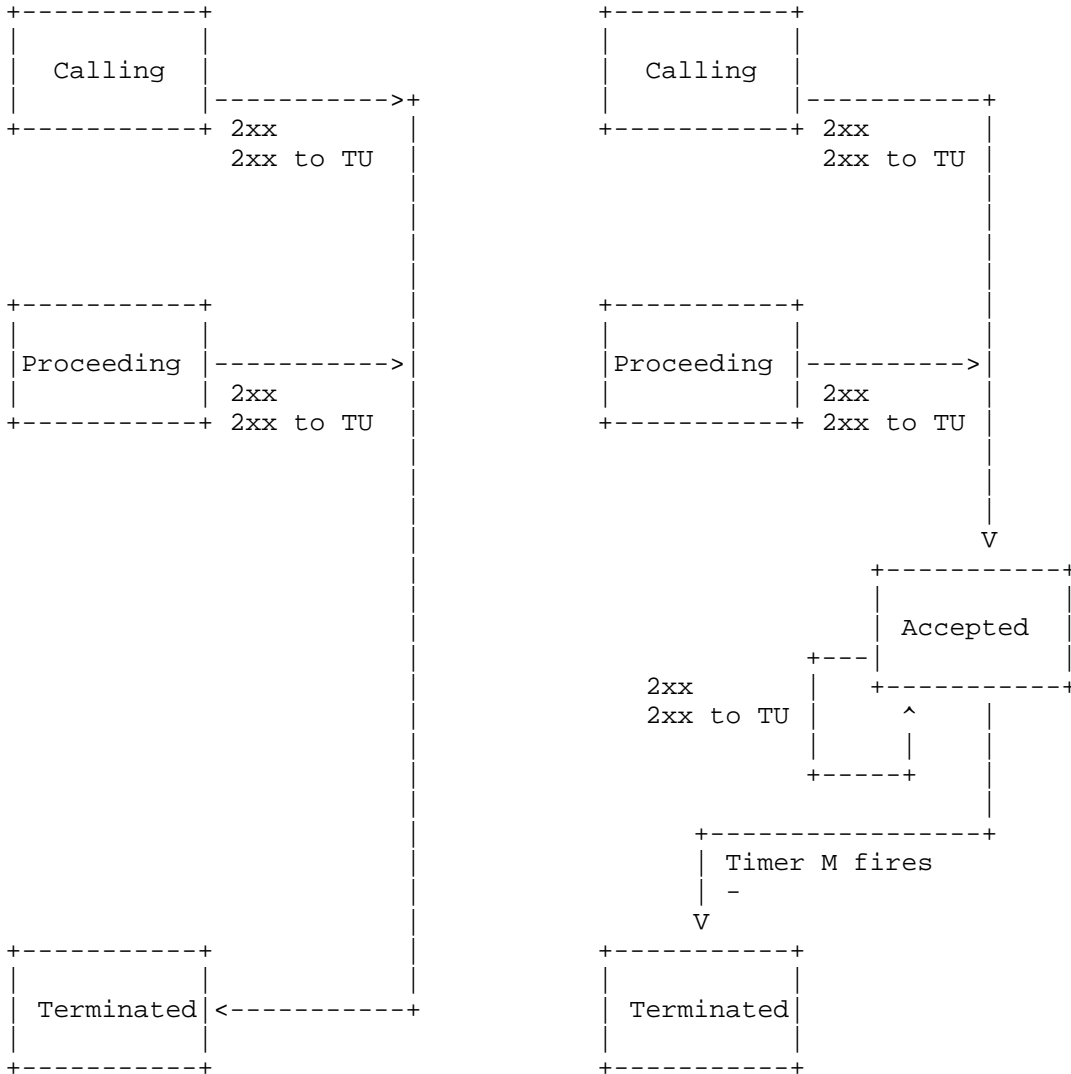 Calling
2xx
2xx to TU
Proceeding
2xx
2xx to TU
Terminated
Calling
2xx
2xx to TU
Proceeding
2xx
2xx to TU
Accepted
2xx
2xx to TU
Timer M fires
-
Terminated